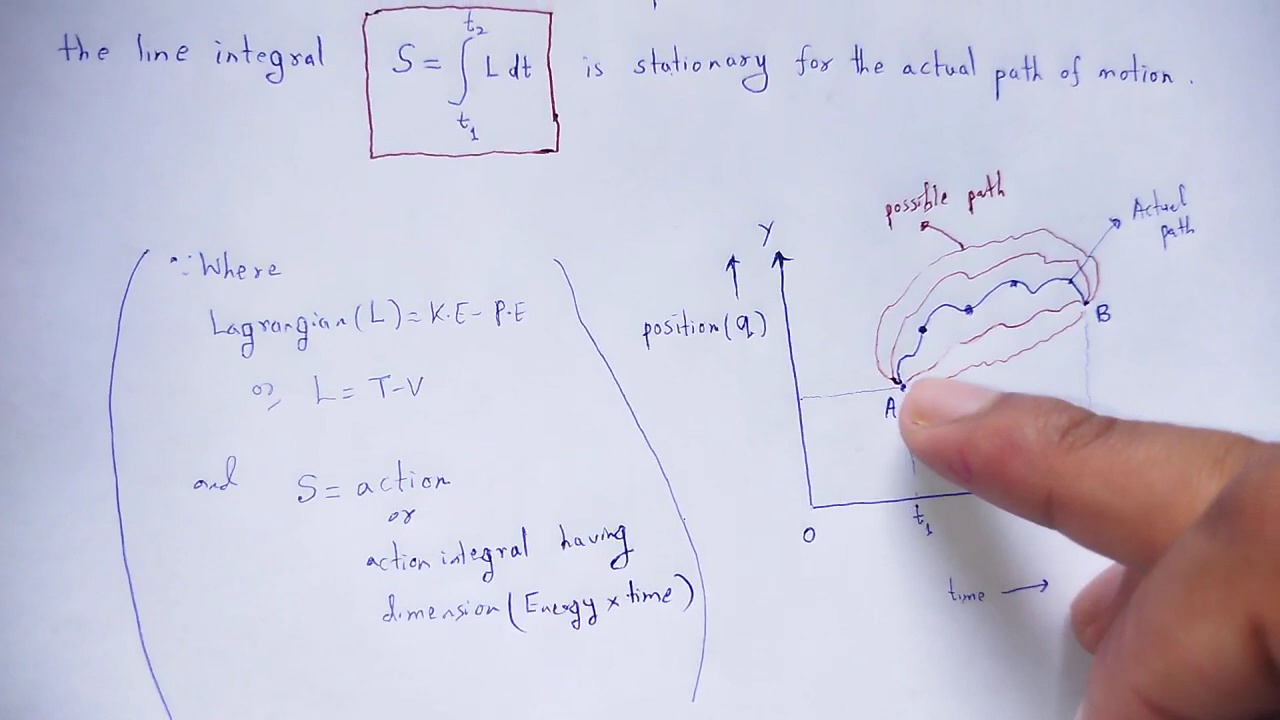 the line integral S = ∫ L dt is stationary for the actual path of motion.
t₂
t₁
possible path
Actual
path
Y
∵ Where
Lagrangian (L) = K.E - P.E
position (q)
B
or, L = T-V
A
and S = action
or
action integral having
dimension (Energy × time)
O
t₁
time